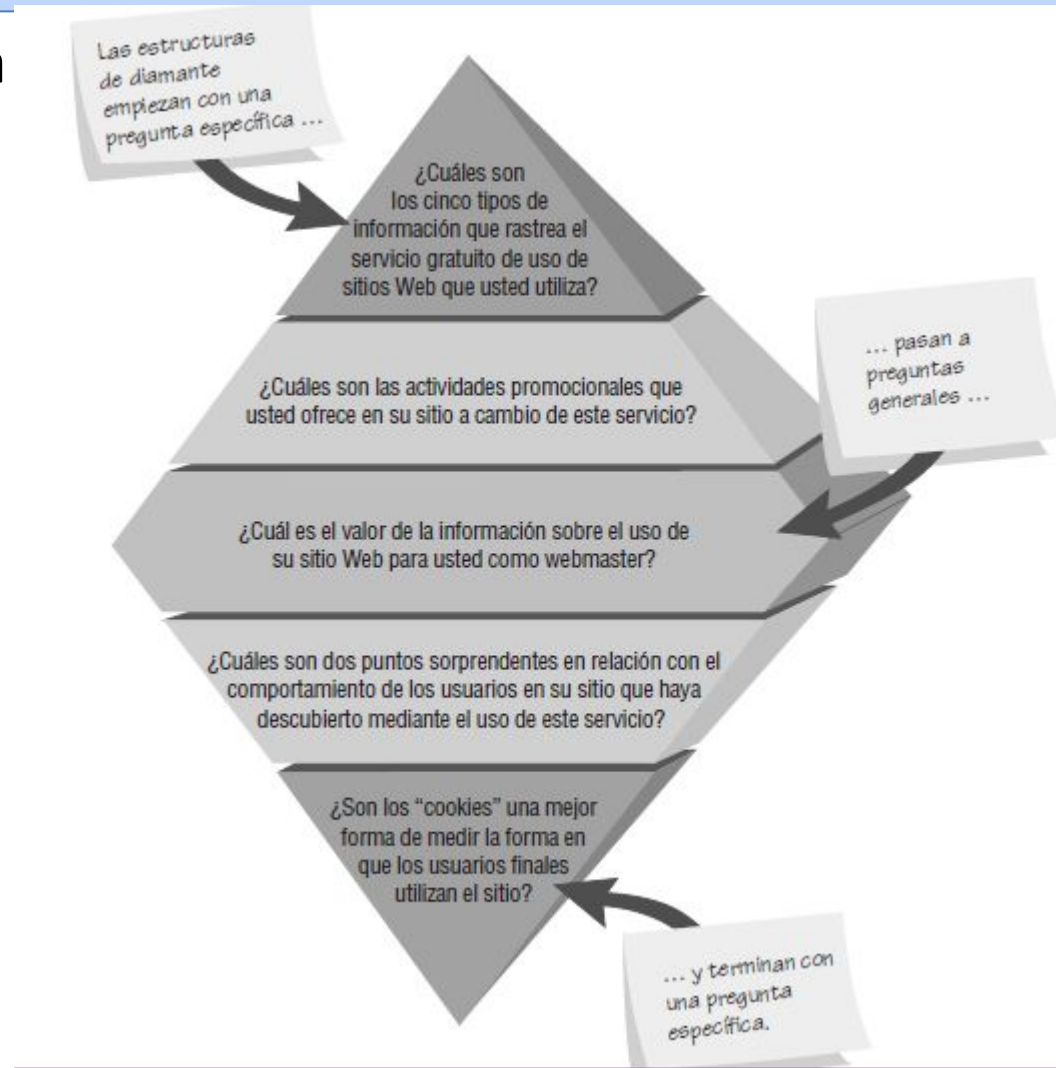 Las estructuras
de diamante
empiezan con una
pregunta específica ...
¿Cuáles son
los cinco tipos de
información que rastrea el
servicio gratuito de uso de
sitios Web que usted utiliza?
¿Cuáles son las actividades promocionales que
usted ofrece en su sitio a cambio de este servicio?
... pasan a
preguntas
generales ...
¿Cuál es el valor de la información sobre el uso de
su sitio Web para usted como webmaster?
¿Cuáles son dos puntos sorprendentes en relación con el
comportamiento de los usuarios en su sitio que haya
descubierto mediante el uso de este servicio?
¿Son los “cookies” una mejor
forma de medir la forma en
que los usuarios finales
utilizan el sitio?
... y terminan con
una pregunta
específica.